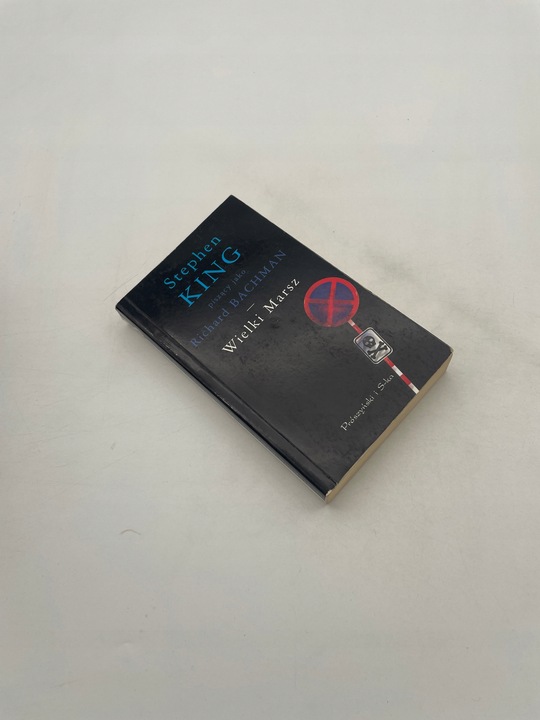 Stephen
KING
piszący jako
Richard BACHMAN
Wielki Marsz
Prószyński i S-ka